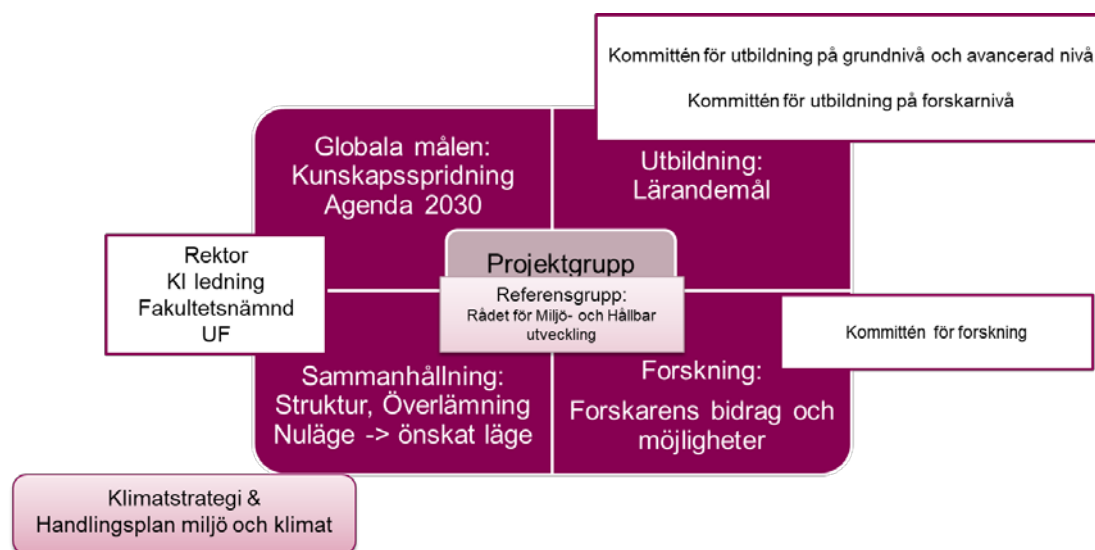 Kommittén för utbildning på grundnivå och avancerad nivå
Kommittén för utbildning på forskarnivå
Globala målen:
Kunskapsspridning
Agenda 2030
Utbildning:
Lärandemål
Rektor
KI ledning
Fakultetsnämnd
UF
Projektgrupp
Referensgrupp:
Rådet för Miljö- och Hållbar
utveckling
Kommittén för forskning
Sammanhållning:
Struktur, Överlämning
Nuläge -> önskat läge
Forskning:
Forskarens bidrag och
möjligheter
Klimatstrategi &
Handlingsplan miljö och klimat